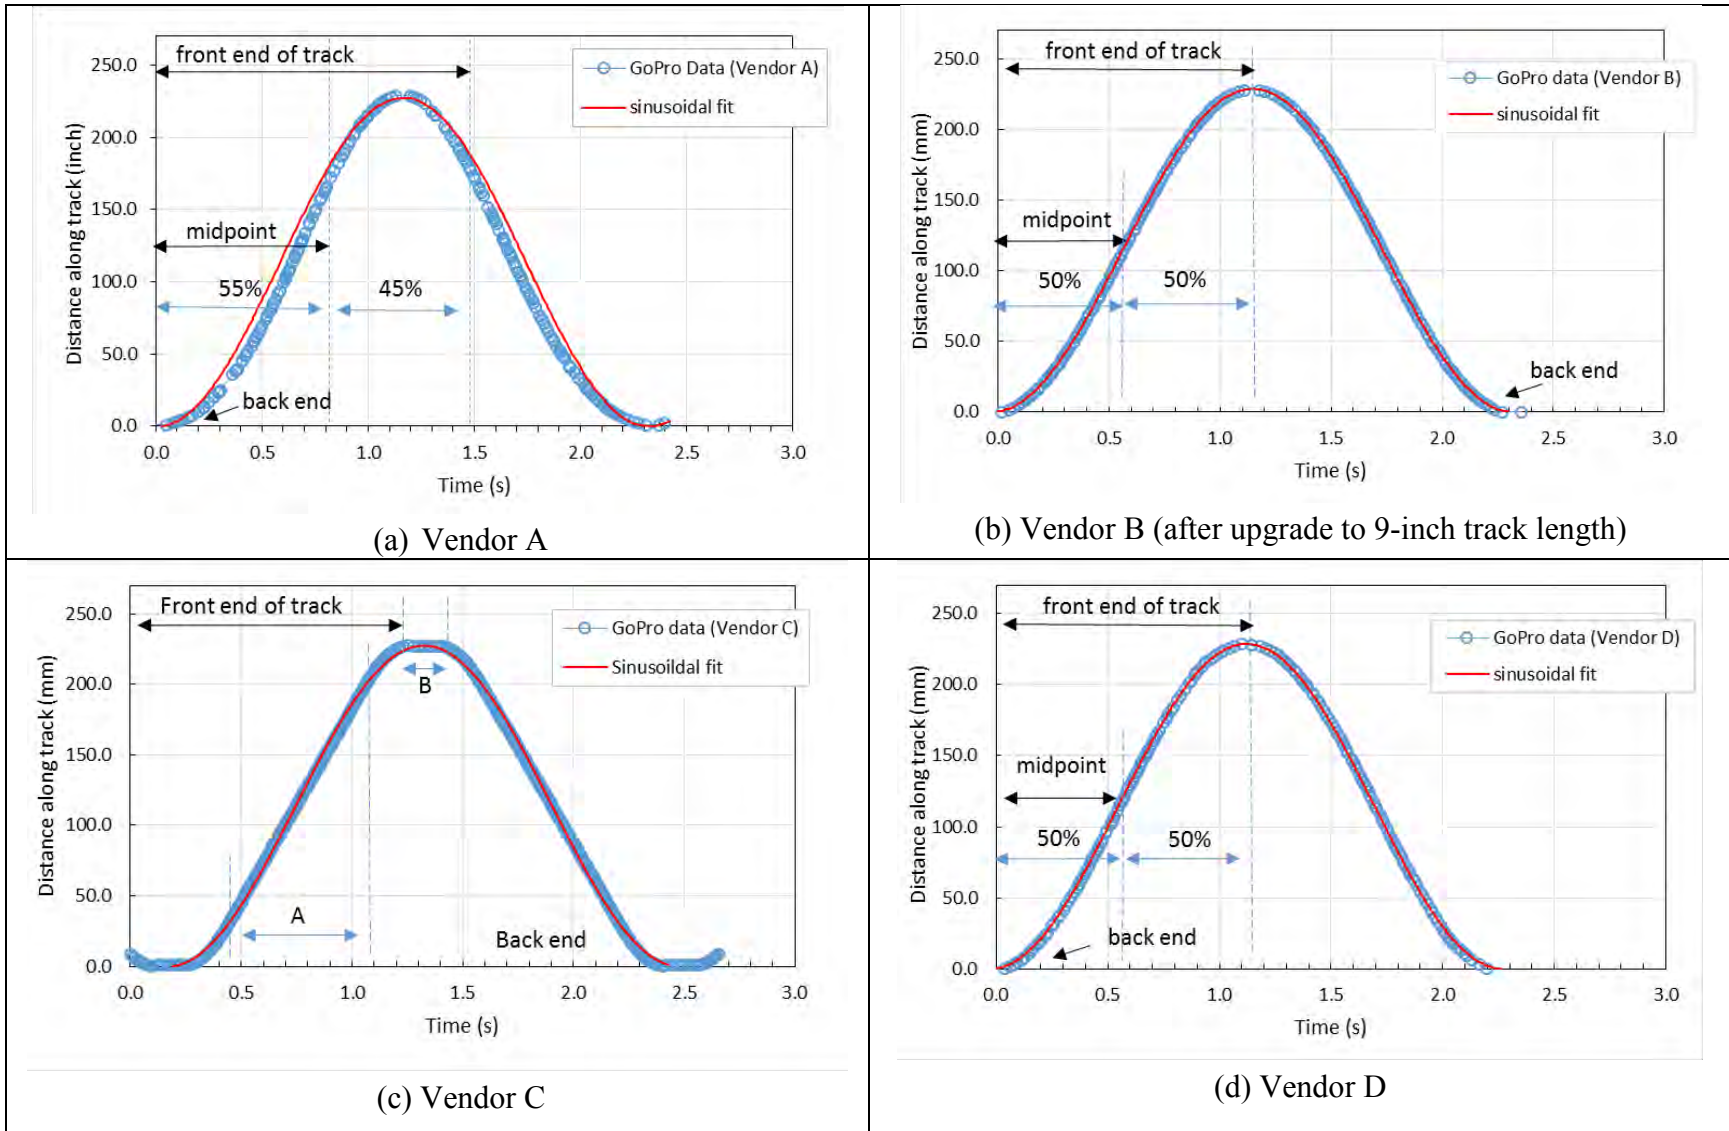 front end of track
GoPro Data (Vendor A)
sinusoidal fit
midpoint
55%
45%
back end
Distance along track (inch)
250.0
200.0
150.0
100.0
50.0
0.0
0.0 0.5 1.0 1.5 2.0 2.5 3.0
Time (s)
(a) Vendor A
front end of track
GoPro data (Vendor B)
sinusoidal fit
midpoint
50%
50%
back end
Distance along track (mm)
250.0
200.0
150.0
100.0
50.0
0.0
0.0 0.5 1.0 1.5 2.0 2.5 3.0
Time (s)
(b) Vendor B (after upgrade to 9-inch track length)
Front end of track
GoPro data (Vendor C)
Sinusoildal fit
B
A
Back end
Distance along track (mm)
250.0
200.0
150.0
100.0
50.0
0.0
0.0 0.5 1.0 1.5 2.0 2.5 3.0
Time (s)
(c) Vendor C
front end of track
GoPro data (Vendor D)
sinusoidal fit
midpoint
50%
50%
back end
Distance along track (mm)
250.0
200.0
150.0
100.0
50.0
0.0
0.0 0.5 1.0 1.5 2.0 2.5 3.0
Time (s)
(d) Vendor D